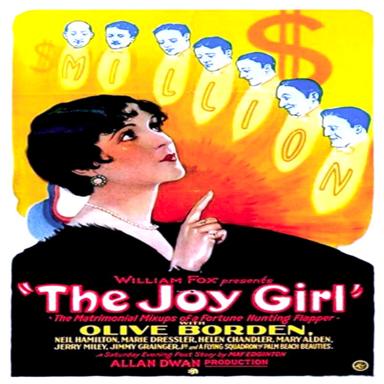 $ $
MILLION
WILLIAM FOX presents
"THE JOY GIRL"
The Matrimonial Mixups of a Fortune Hunting Flapper
WITH
OLIVE BORDEN,
NEIL HAMILTON, MARIE DRESSLER, HELEN CHANDLER, MARY ALDEN,
JERRY MILEY, JIMMY GRAINGER, JR. and A FLYING SQUADRON of PALM BEACH BEAUTIES.
a Saturday Evening Post Story by MAY EDGINTON
ALLAN DWAN PRODUCTION